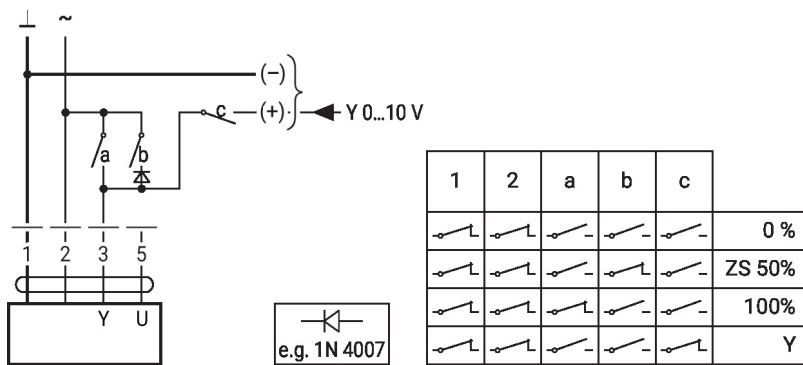 ⊥ ~
(–)
c (+) Y 0...10 V
a b
1 2 3 5
Y U
e.g. 1N 4007
1 2 a b c
0 %
ZS 50%
100%
Y